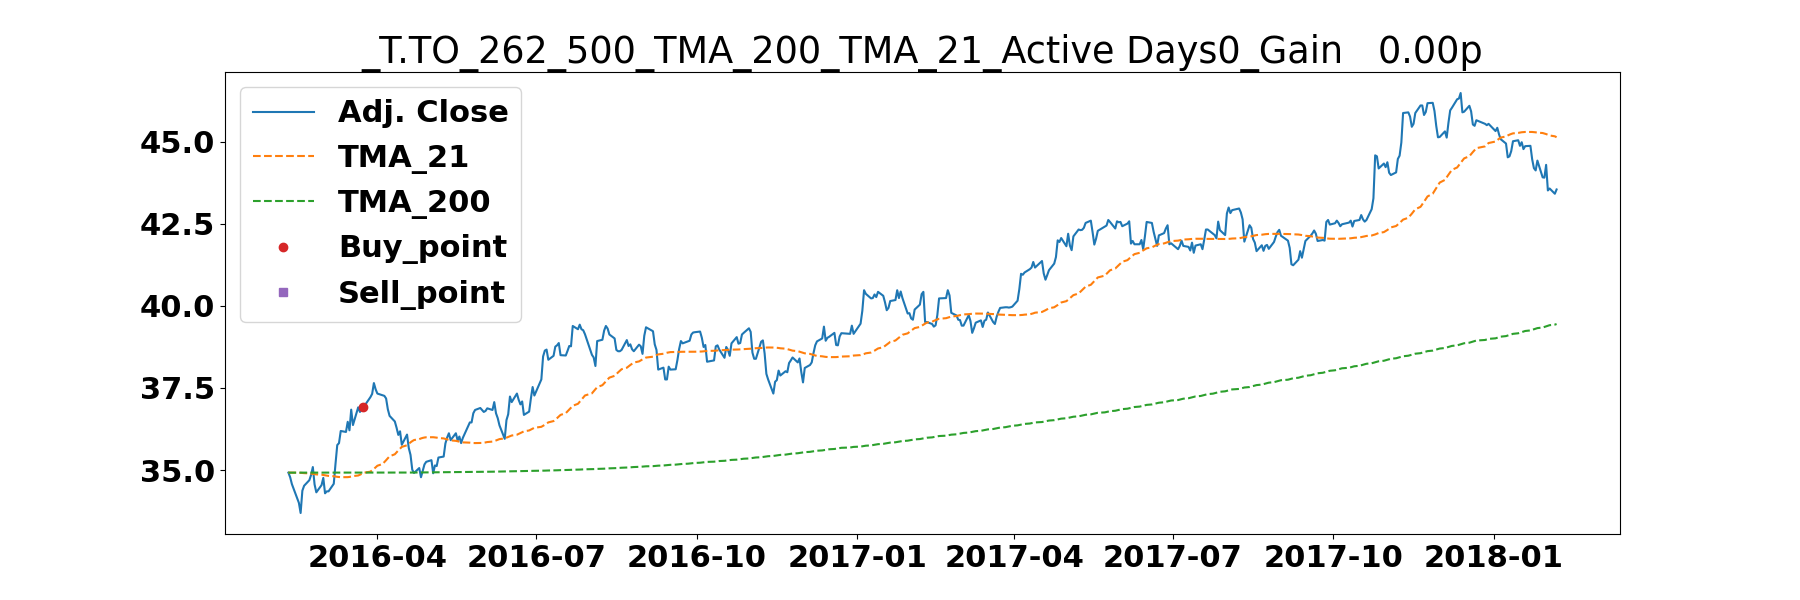 _T.TO_262_500_TMA_200_TMA_21_Active Days0_Gain   0.00p
Adj. Close
TMA_21
TMA_200
Buy_point
Sell_point
45.0
42.5
40.0
37.5
35.0
2016-04 2016-07 2016-10 2017-01 2017-04 2017-07 2017-10 2018-01